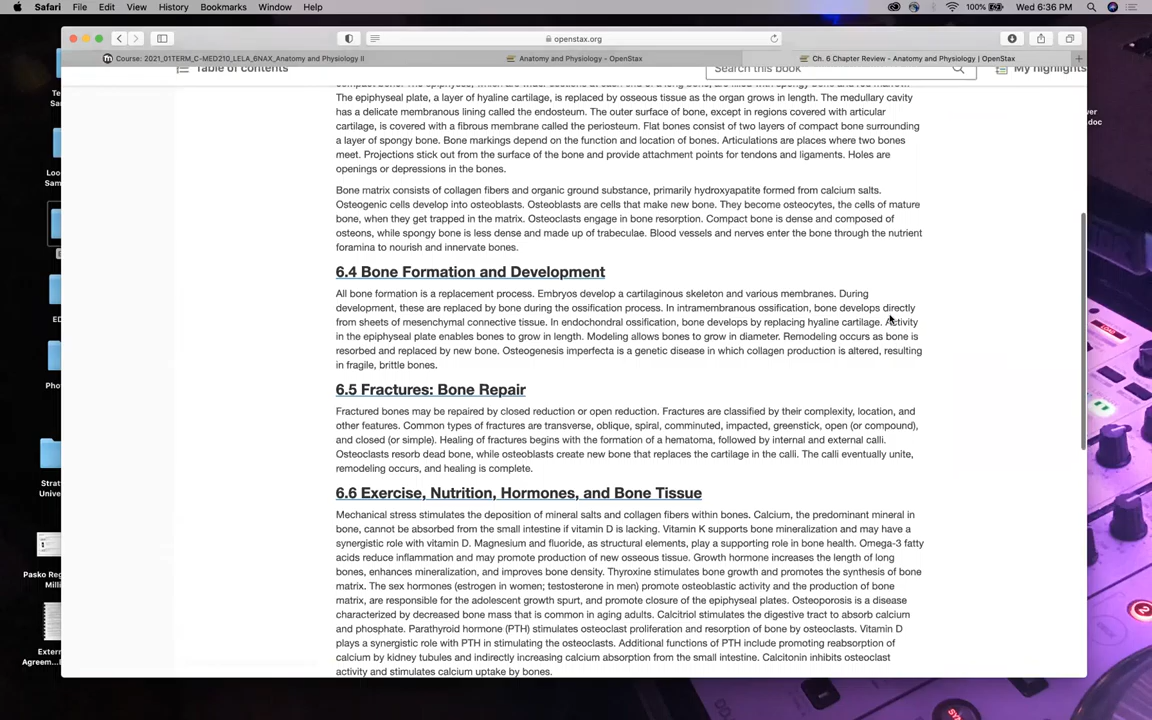 Safari File Edit View History Bookmarks Window Help 100% Wed 6:36 PM
openstax.org
Course: 2021_01TERM_C-MED210_LELA_6NAX_Anatomy and Physiology II Anatomy and Physiology - OpenStax Ch. 6 Chapter Review - Anatomy and Physiology | OpenStax
Table of contents Search this book My highlights
The epiphyseal plate, a layer of hyaline cartilage, is replaced by osseous tissue as the organ grows in length. The medullary cavity
has a delicate membranous lining called the endosteum. The outer surface of bone, except in regions covered with articular
cartilage, is covered with a fibrous membrane called the periosteum. Flat bones consist of two layers of compact bone surrounding
a layer of spongy bone. Bone markings depend on the function and location of bones. Articulations are places where two bones
meet. Projections stick out from the surface of the bone and provide attachment points for tendons and ligaments. Holes are
openings or depressions in the bones.
Bone matrix consists of collagen fibers and organic ground substance, primarily hydroxyapatite formed from calcium salts.
Osteogenic cells develop into osteoblasts. Osteoblasts are cells that make new bone. They become osteocytes, the cells of mature
bone, when they get trapped in the matrix. Osteoclasts engage in bone resorption. Compact bone is dense and composed of
osteons, while spongy bone is less dense and made up of trabeculae. Blood vessels and nerves enter the bone through the nutrient
foramina to nourish and innervate bones.
6.4 Bone Formation and Development
All bone formation is a replacement process. Embryos develop a cartilaginous skeleton and various membranes. During
development, these are replaced by bone during the ossification process. In intramembranous ossification, bone develops directly
from sheets of mesenchymal connective tissue. In endochondral ossification, bone develops by replacing hyaline cartilage. Activity
in the epiphyseal plate enables bones to grow in length. Modeling allows bones to grow in diameter. Remodeling occurs as bone is
resorbed and replaced by new bone. Osteogenesis imperfecta is a genetic disease in which collagen production is altered, resulting
in fragile, brittle bones.
6.5 Fractures: Bone Repair
Fractured bones may be repaired by closed reduction or open reduction. Fractures are classified by their complexity, location, and
other features. Common types of fractures are transverse, oblique, spiral, comminuted, impacted, greenstick, open (or compound),
and closed (or simple). Healing of fractures begins with the formation of a hematoma, followed by internal and external calli.
Osteoclasts resorb dead bone, while osteoblasts create new bone that replaces the cartilage in the calli. The calli eventually unite,
remodeling occurs, and healing is complete.
6.6 Exercise, Nutrition, Hormones, and Bone Tissue
Mechanical stress stimulates the deposition of mineral salts and collagen fibers within bones. Calcium, the predominant mineral in
bone, cannot be absorbed from the small intestine if vitamin D is lacking. Vitamin K supports bone mineralization and may have a
synergistic role with vitamin D. Magnesium and fluoride, as structural elements, play a supporting role in bone health. Omega-3 fatty
acids reduce inflammation and may promote production of new osseous tissue. Growth hormone increases the length of long
bones, enhances mineralization, and improves bone density. Thyroxine stimulates bone growth and promotes the synthesis of bone
matrix. The sex hormones (estrogen in women; testosterone in men) promote osteoblastic activity and the production of bone
matrix, are responsible for the adolescent growth spurt, and promote closure of the epiphyseal plates. Osteoporosis is a disease
characterized by decreased bone mass that is common in aging adults. Calcitriol stimulates the digestive tract to absorb calcium
and phosphate. Parathyroid hormone (PTH) stimulates osteoclast proliferation and resorption of bone by osteoclasts. Vitamin D
plays a synergistic role with PTH in stimulating the osteoclasts. Additional functions of PTH include promoting reabsorption of
calcium by kidney tubules and indirectly increasing calcium absorption from the small intestine. Calcitonin inhibits osteoclast
activity and stimulates calcium uptake by bones.